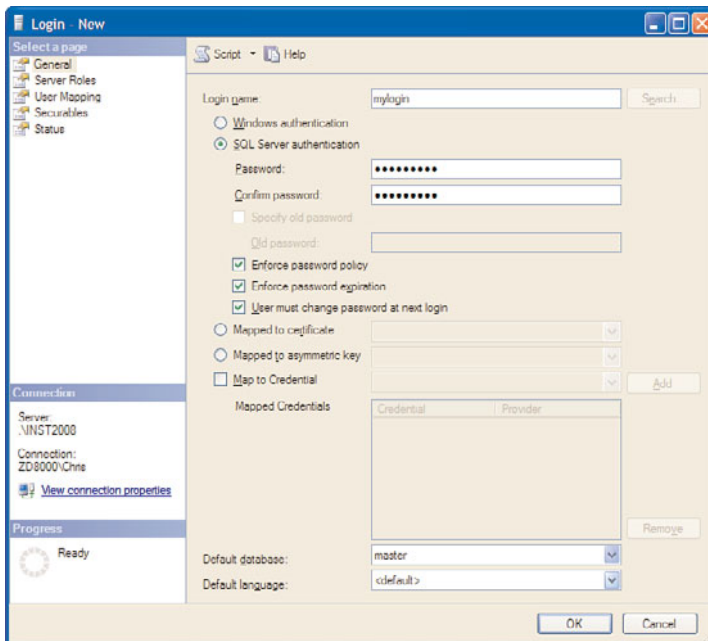 Login - New
Select a page
General
Server Roles
User Mapping
Securables
Status
Script Help
Login name: mylogin Search...
Windows authentication
SQL Server authentication
Password: •••••••••
Confirm password: •••••••••
Specify old password
Old password:
Enforce password policy
Enforce password expiration
User must change password at next login
Mapped to certificate
Mapped to asymmetric key
Map to Credential Add
Mapped Credentials Credential Provider
Remove
Connection
Server:
.\INST2008
Connection:
ZD8000\Chris
View connection properties
Progress
Ready
Default database: master
Default language: <default>
OK Cancel